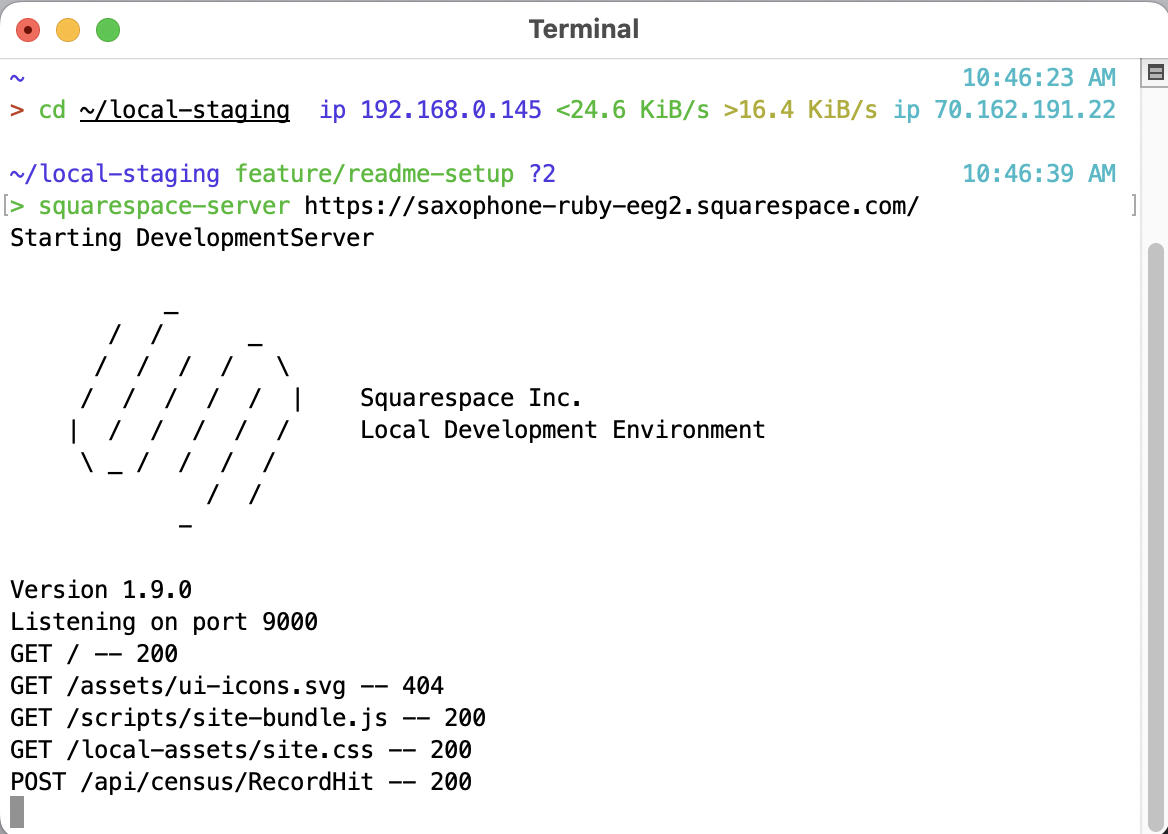 Terminal
~ 10:46:23 AM
> cd ~/local-staging ip 192.168.0.145 <24.6 KiB/s >16.4 KiB/s ip 70.162.191.22
~/local-staging feature/readme-setup ?2 10:46:39 AM
[> squarespace-server https://saxophone-ruby-eeg2.squarespace.com/ ]
Starting DevelopmentServer
_
/ / _
/ / / / \
/ / / / / | Squarespace Inc.
| / / / / / Local Development Environment
\ _ / / / /
/ /
_
Version 1.9.0
Listening on port 9000
GET / -- 200
GET /assets/ui-icons.svg -- 404
GET /scripts/site-bundle.js -- 200
GET /local-assets/site.css -- 200
POST /api/census/RecordHit -- 200